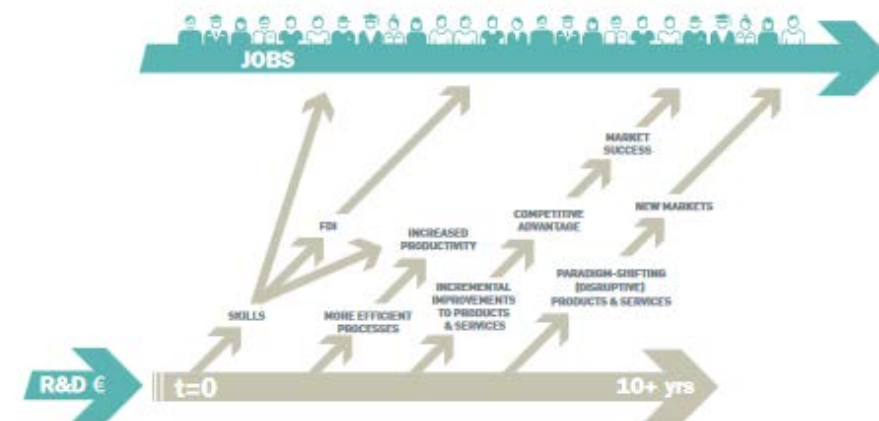 JOBS
MARKET
SUCCESS
NEW MARKETS
COMPETITIVE
ADVANTAGE
FDI
INCREASED
PRODUCTIVITY
PARADIGM-SHIFTING
(DISRUPTIVE)
PRODUCTS & SERVICES
INCREMENTAL
IMPROVEMENTS
TO PRODUCTS
& SERVICES
SKILLS
MORE EFFICIENT
PROCESSES
R&D €
t=0
10+ yrs